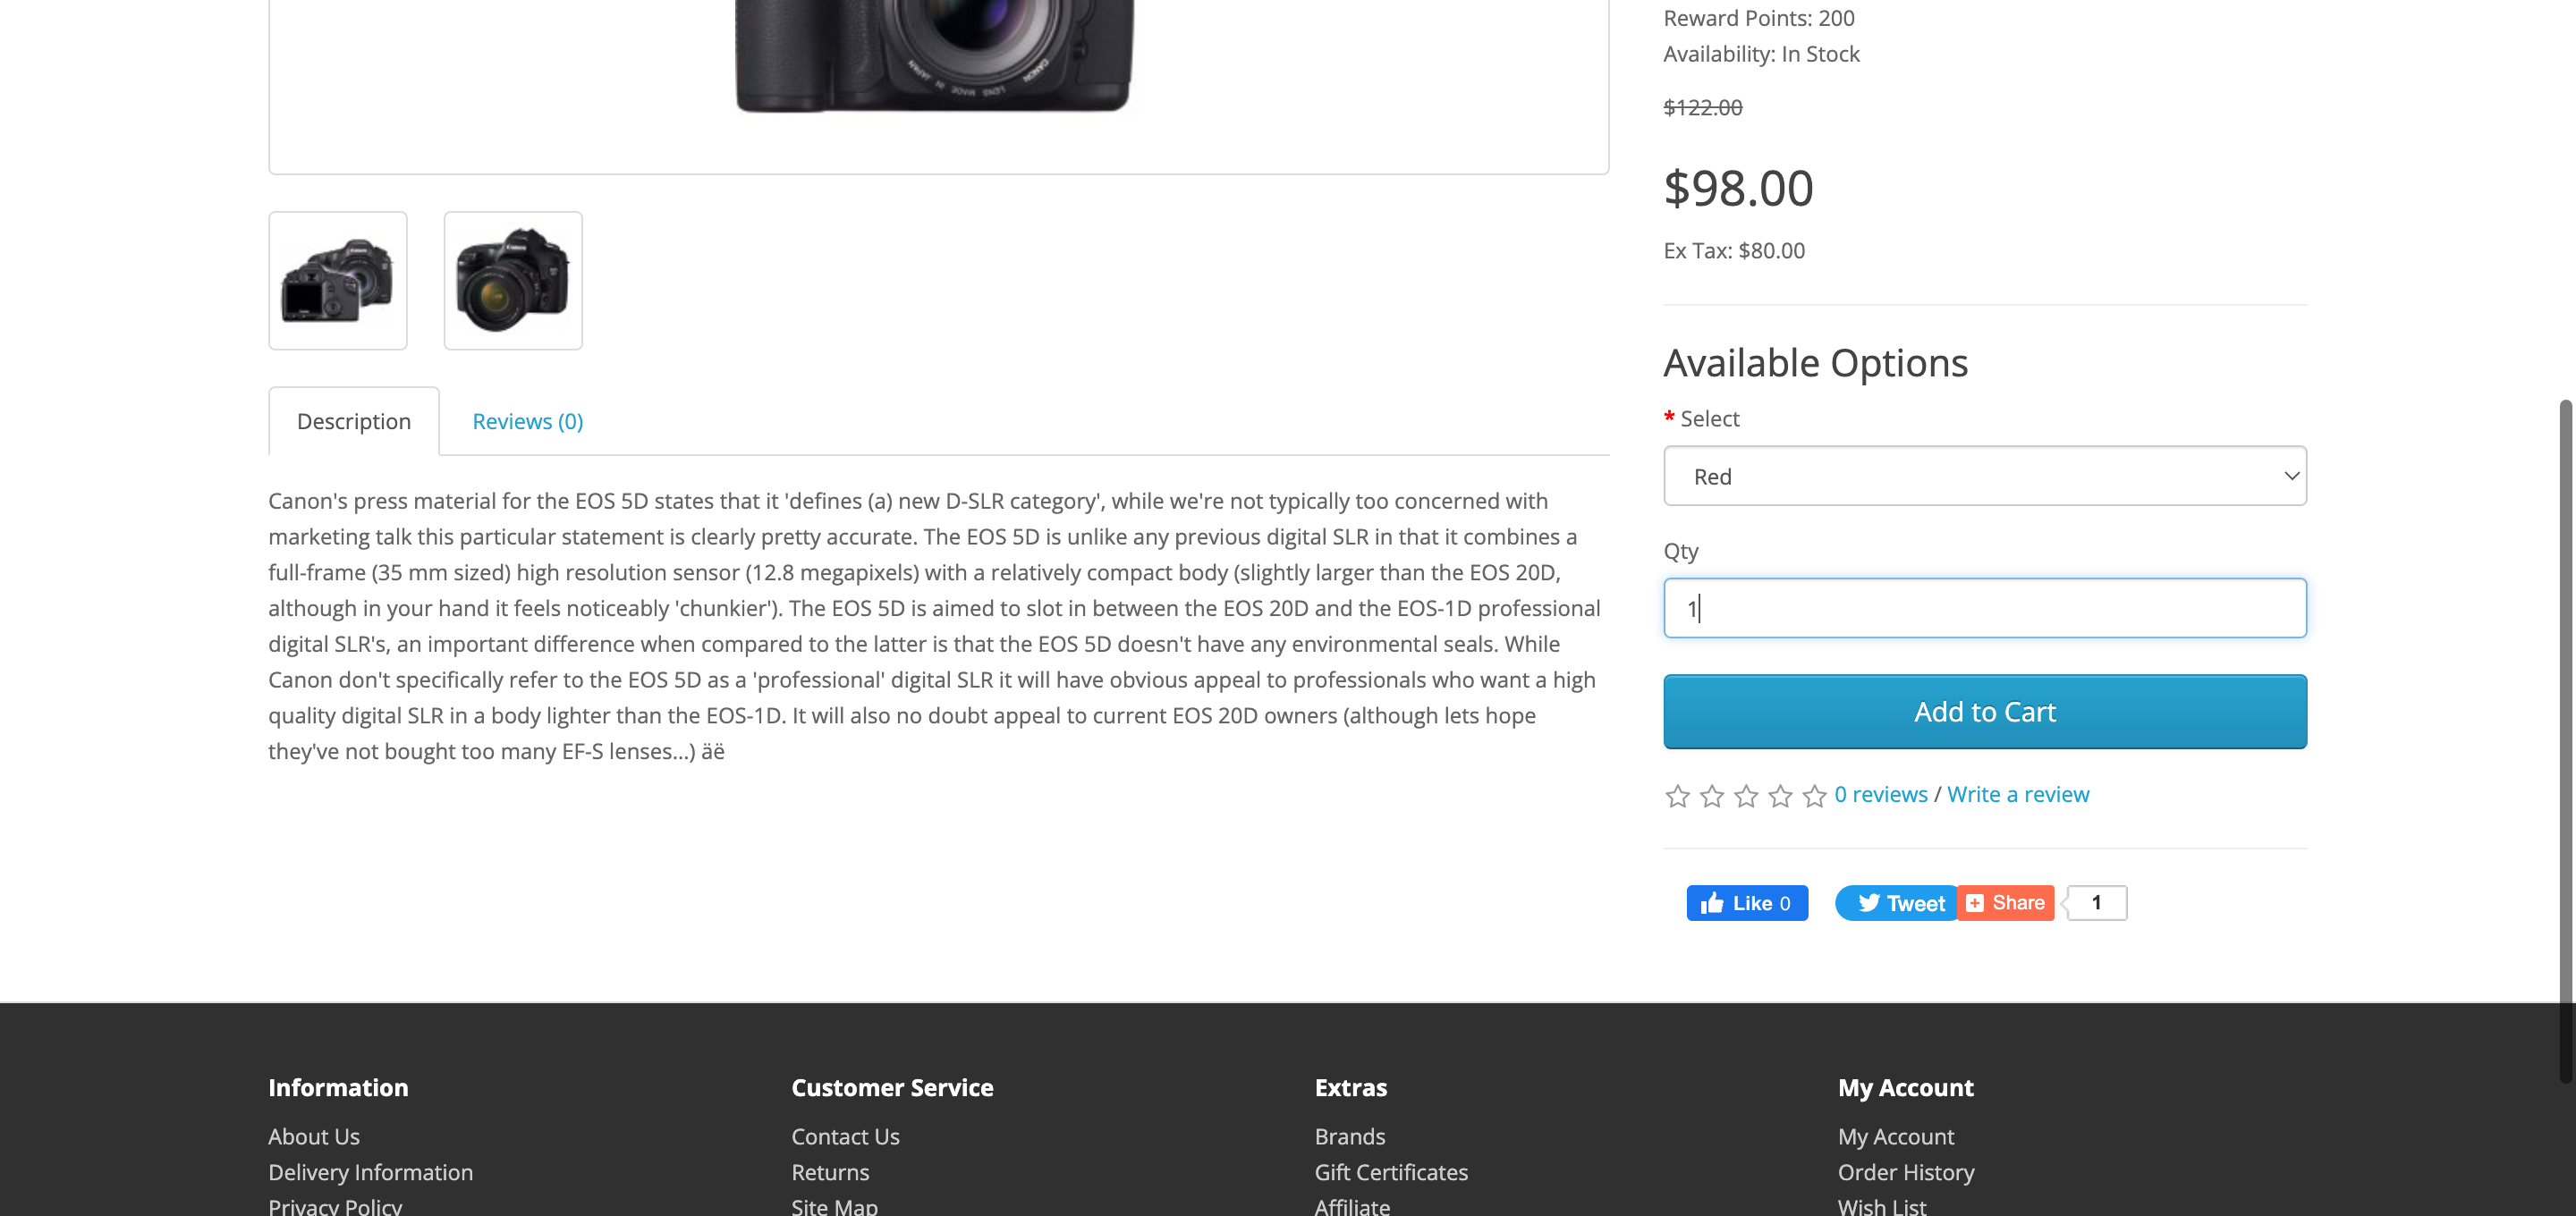 Reward Points: 200
Availability: In Stock
$122.00
$98.00
Ex Tax: $80.00
Available Options
* Select
Red
Qty
1
Add to Cart
0 reviews / Write a review
Like 0
Tweet
Share
1
Description
Reviews (0)
Canon's press material for the EOS 5D states that it 'defines (a) new D-SLR category', while we're not typically too concerned with
marketing talk this particular statement is clearly pretty accurate. The EOS 5D is unlike any previous digital SLR in that it combines a
full-frame (35 mm sized) high resolution sensor (12.8 megapixels) with a relatively compact body (slightly larger than the EOS 20D,
although in your hand it feels noticeably 'chunkier'). The EOS 5D is aimed to slot in between the EOS 20D and the EOS-1D professional
digital SLR's, an important difference when compared to the latter is that the EOS 5D doesn't have any environmental seals. While
Canon don't specifically refer to the EOS 5D as a 'professional' digital SLR it will have obvious appeal to professionals who want a high
quality digital SLR in a body lighter than the EOS-1D. It will also no doubt appeal to current EOS 20D owners (although lets hope
they've not bought too many EF-S lenses...) äë
Information
About Us
Delivery Information
Privacy Policy
Customer Service
Contact Us
Returns
Site Map
Extras
Brands
Gift Certificates
Affiliate
My Account
My Account
Order History
Wish List